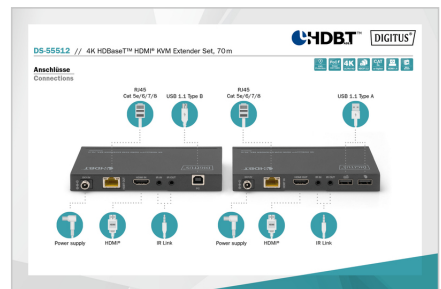 HDBT™
DIGITUS®
DS-55512 // 4K HDBaseT™ HDMI® KVM Extender Set, 70 m
Anschlüsse
Connections
4K
RJ45
Cat 5e/6/7/8
USB 1.1 Type B
RJ45
Cat 5e/6/7/8
USB 1.1 Type A
Power supply
HDMI®
IR Link
Power supply
HDMI®
IR Link